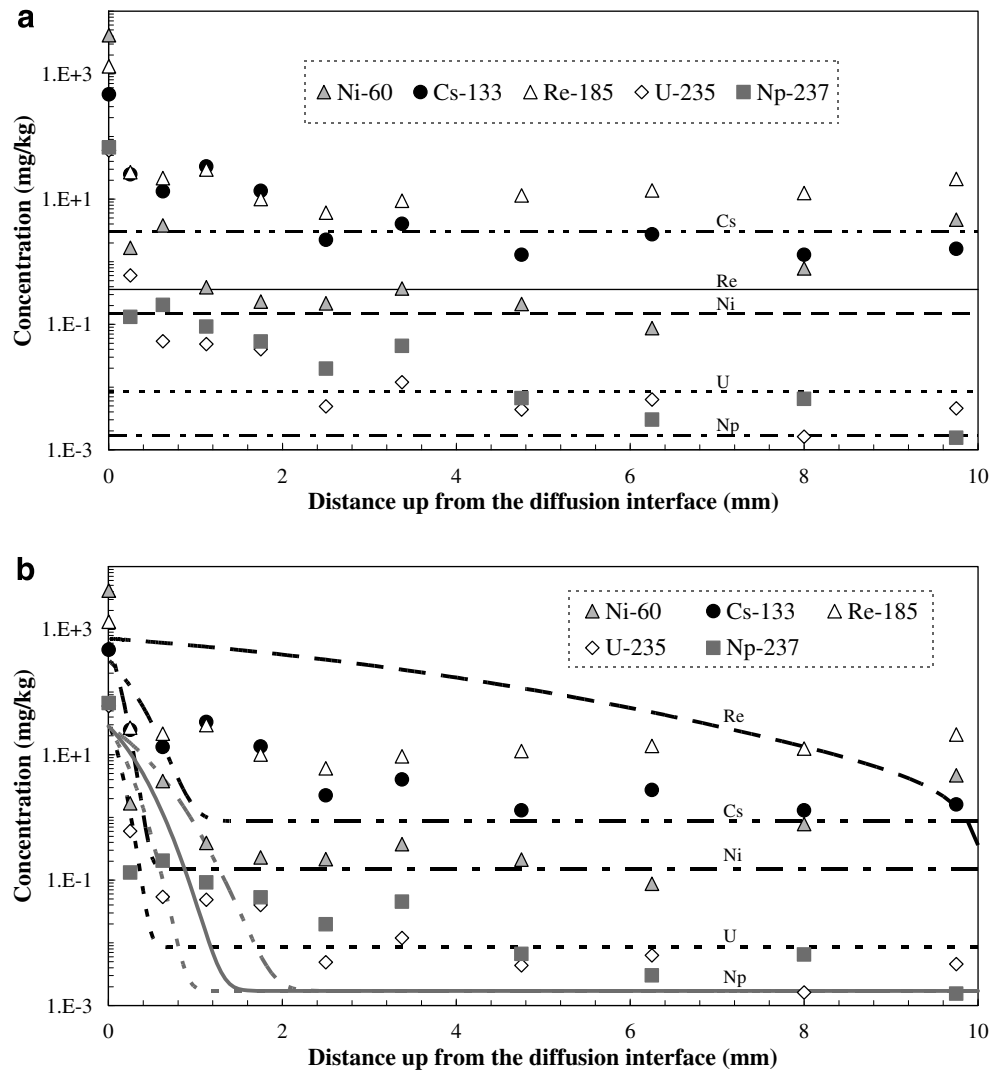 a
1.E+3
1.E+1
1.E-1
1.E-3
Concentration (mg/kg)
Ni-60 Cs-133 Re-185 U-235 Np-237
Cs
Re
Ni
U
Np
0 2 4 6 8 10
Distance up from the diffusion interface (mm)
b
1.E+3
1.E+1
1.E-1
1.E-3
Concentration (mg/kg)
Ni-60 Cs-133 Re-185
U-235 Np-237
Re
Cs
Ni
U
Np
0 2 4 6 8 10
Distance up from the diffusion interface (mm)